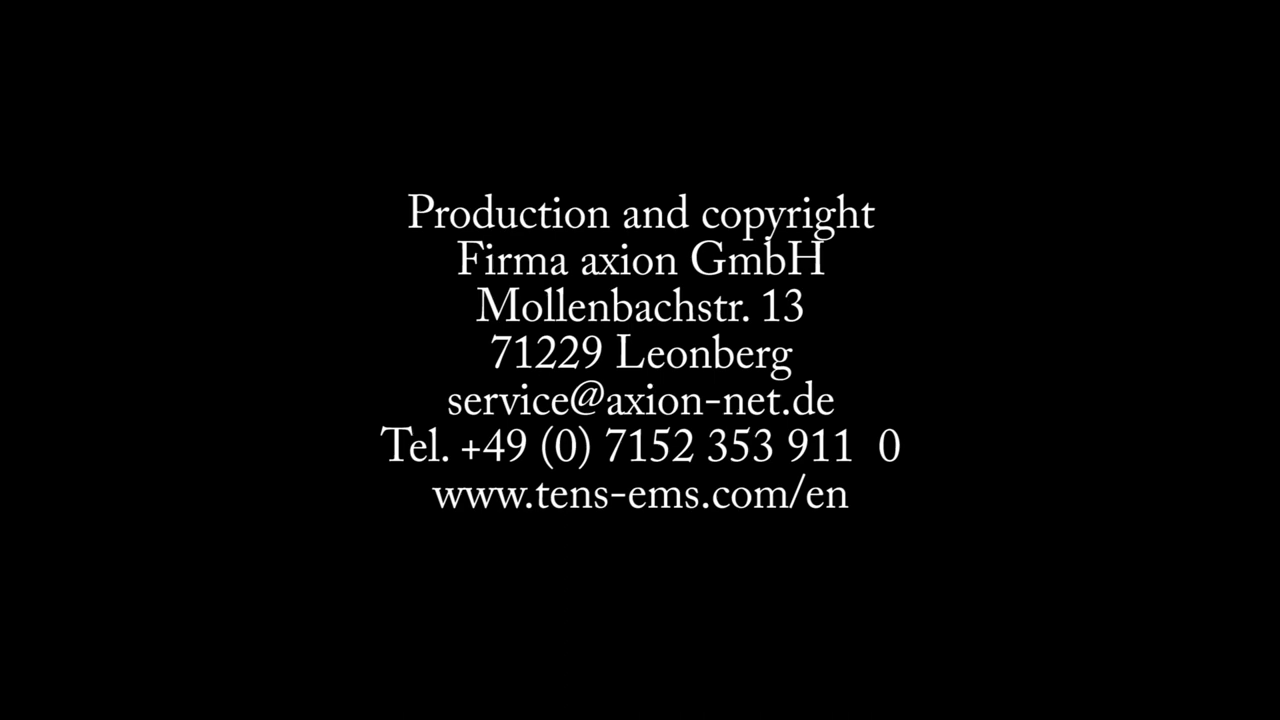 Production and copyright
Firma axion GmbH
Mollenbachstr. 13
71229 Leonberg
service@axion-net.de
Tel. +49 (0) 7152 353 911  0
www.tens-ems.com/en